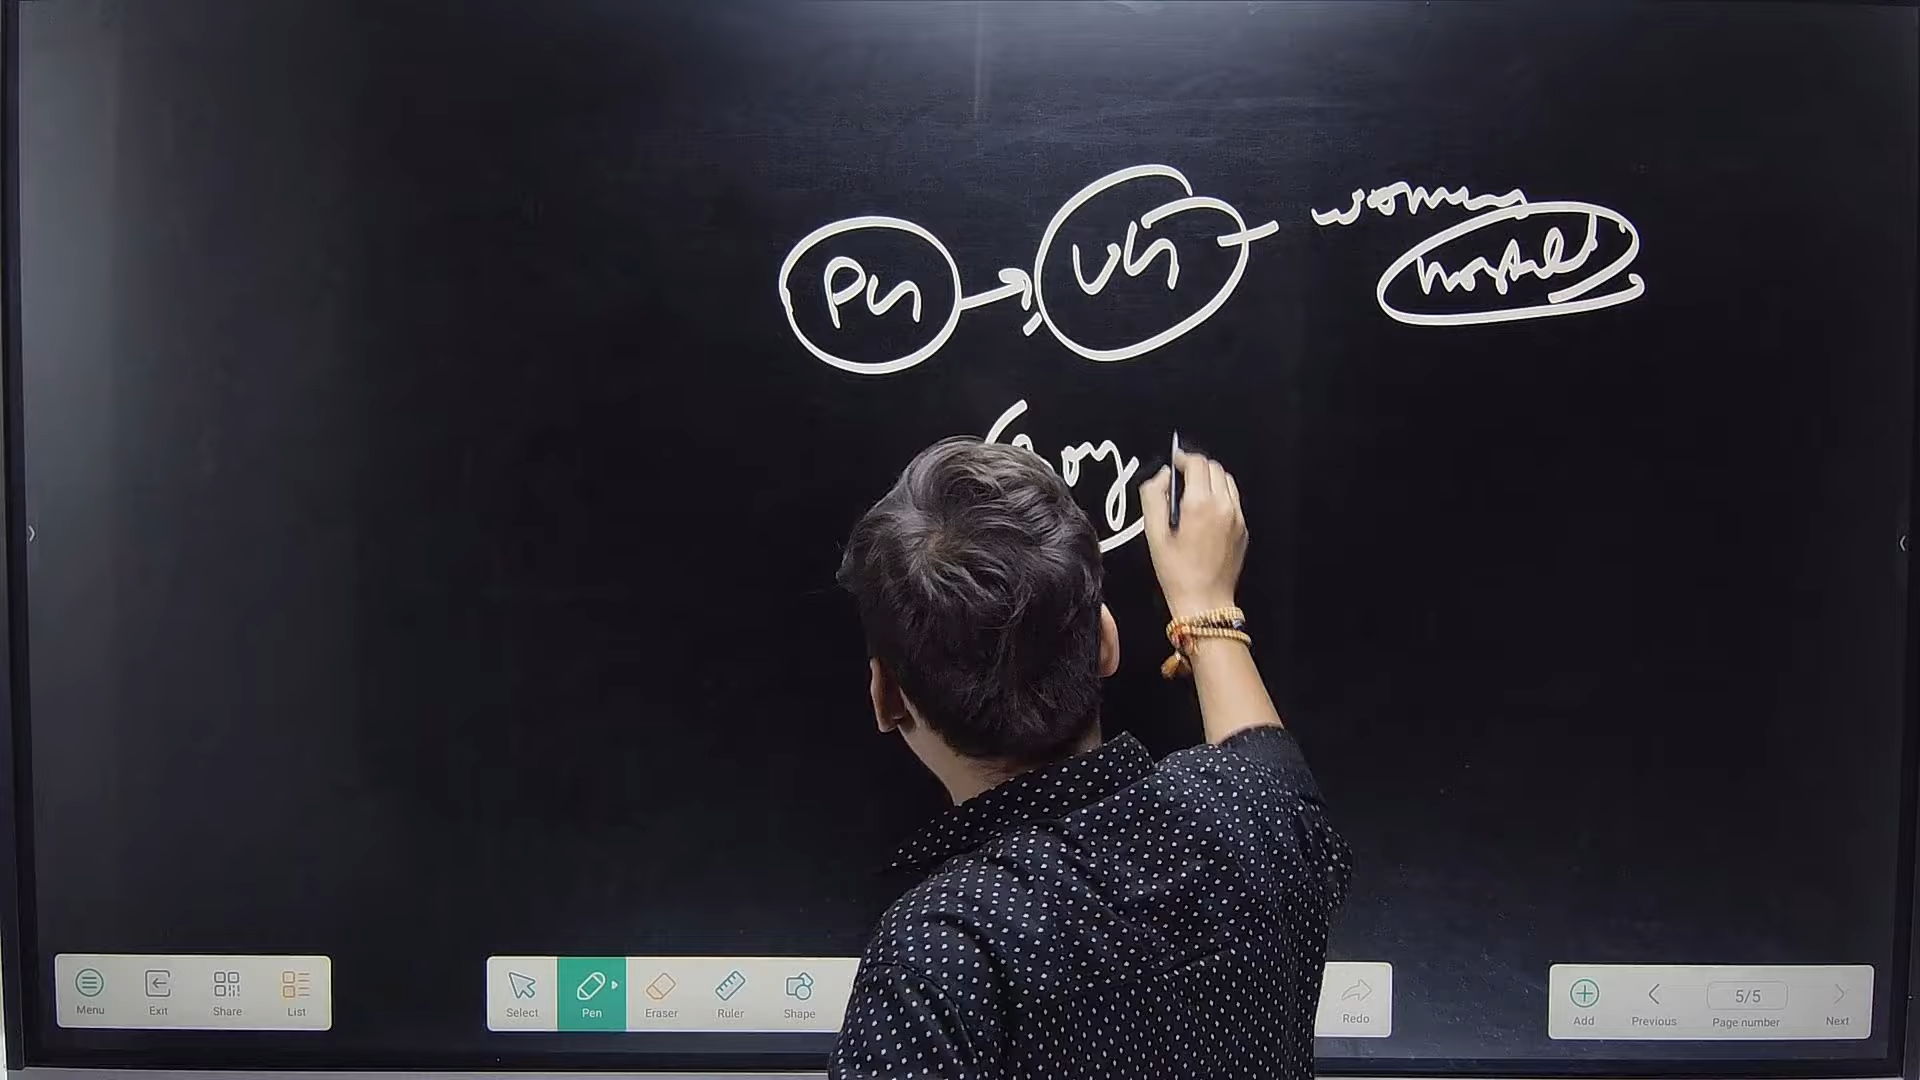 PG → UG - women
hostel
Boy
Menu Exit Share List
Select Pen Eraser Ruler Shape
Redo
Add Previous 5/5 Page number Next